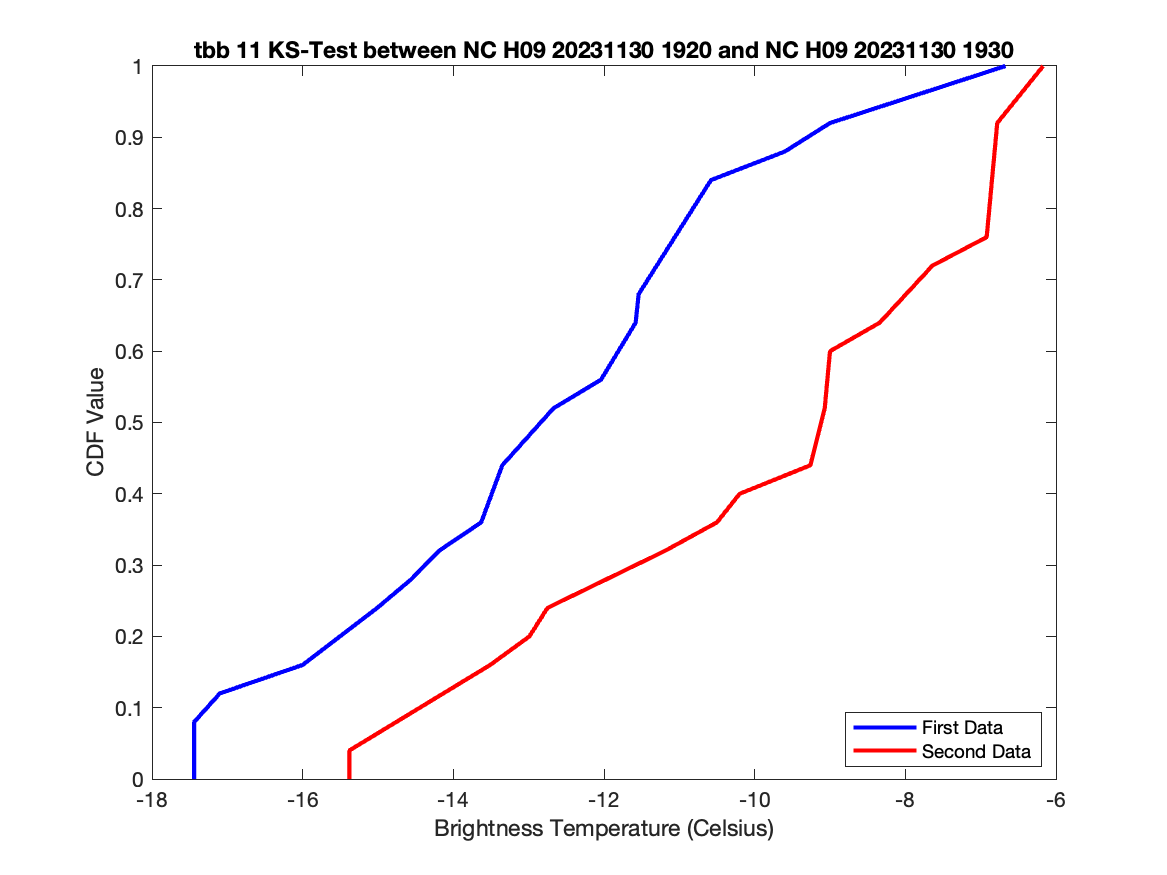 tbb 11 KS-Test between NC H09 20231130 1920 and NC H09 20231130 1930
1
0.9
0.8
0.7
0.6
0.5
0.4
0.3
0.2
0.1
0
CDF Value
First Data
Second Data
-18 -16 -14 -12 -10 -8 -6
Brightness Temperature (Celsius)